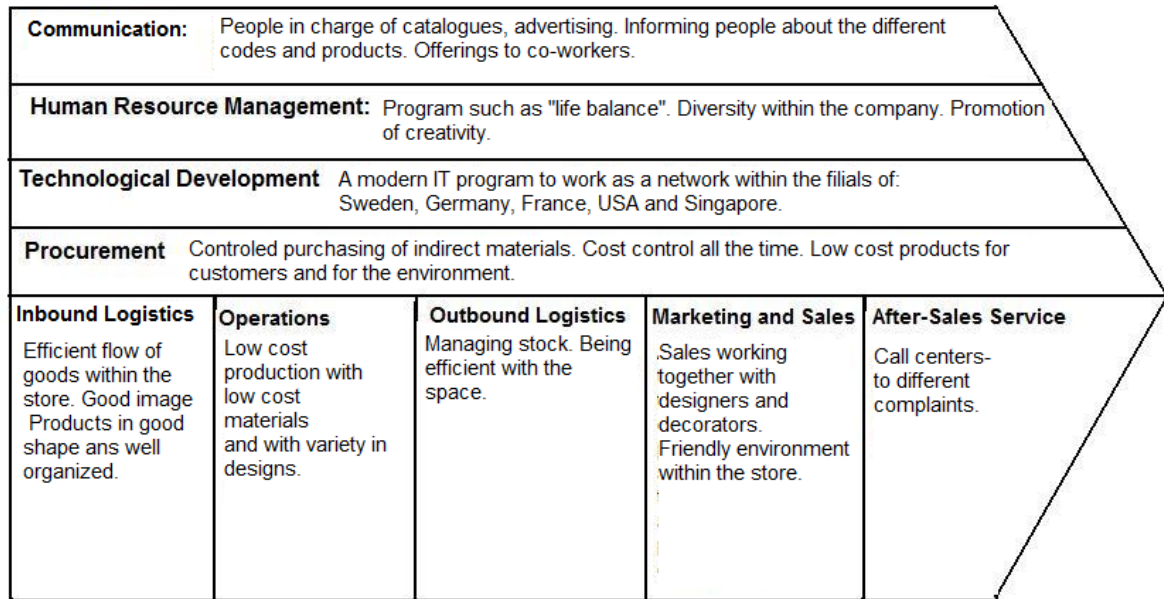 Communication: People in charge of catalogues, advertising. Informing people about the different
codes and products. Offerings to co-workers.
Human Resource Management: Program such as "life balance". Diversity within the company. Promotion
of creativity.
Technological Development A modern IT program to work as a network within the filials of:
Sweden, Germany, France, USA and Singapore.
Procurement Controled purchasing of indirect materials. Cost control all the time. Low cost products for
customers and for the environment.
Inbound Logistics
Efficient flow of
goods within the
store. Good image
Products in good
shape ans well
organized.
Operations
Low cost
production with
low cost
materials
and with variety in
designs.
Outbound Logistics
Managing stock. Being
efficient with the
space.
Marketing and Sales
Sales working
together with
designers and
decorators.
Friendly environment
within the store.
After-Sales Service
Call centers-
to different
complaints.